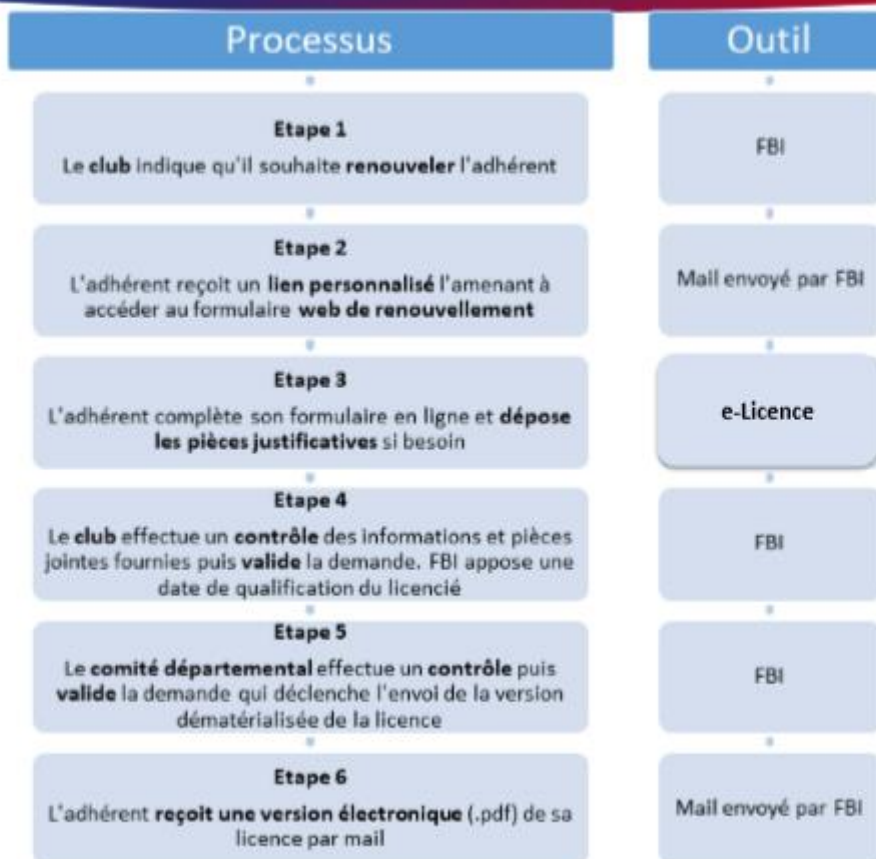 Processus
Outil
Etape 1
Le club indique qu'il souhaite renouveler l'adhérent
FBI
Etape 2
L'adhérent reçoit un lien personnalisé l'amenant à
accéder au formulaire web de renouvellement
Mail envoyé par FBI
Etape 3
L'adhérent complète son formulaire en ligne et dépose
les pièces justificatives si besoin
e-Licence
Etape 4
Le club effectue un contrôle des informations et pièces
jointes fournies puis valide la demande. FBI appose une
date de qualification du licencié
FBI
Etape 5
Le comité départemental effectue un contrôle puis
valide la demande qui déclenche l'envoi de la version
dématérialisée de la licence
FBI
Etape 6
L'adhérent reçoit une version électronique (.pdf) de sa
licence par mail
Mail envoyé par FBI